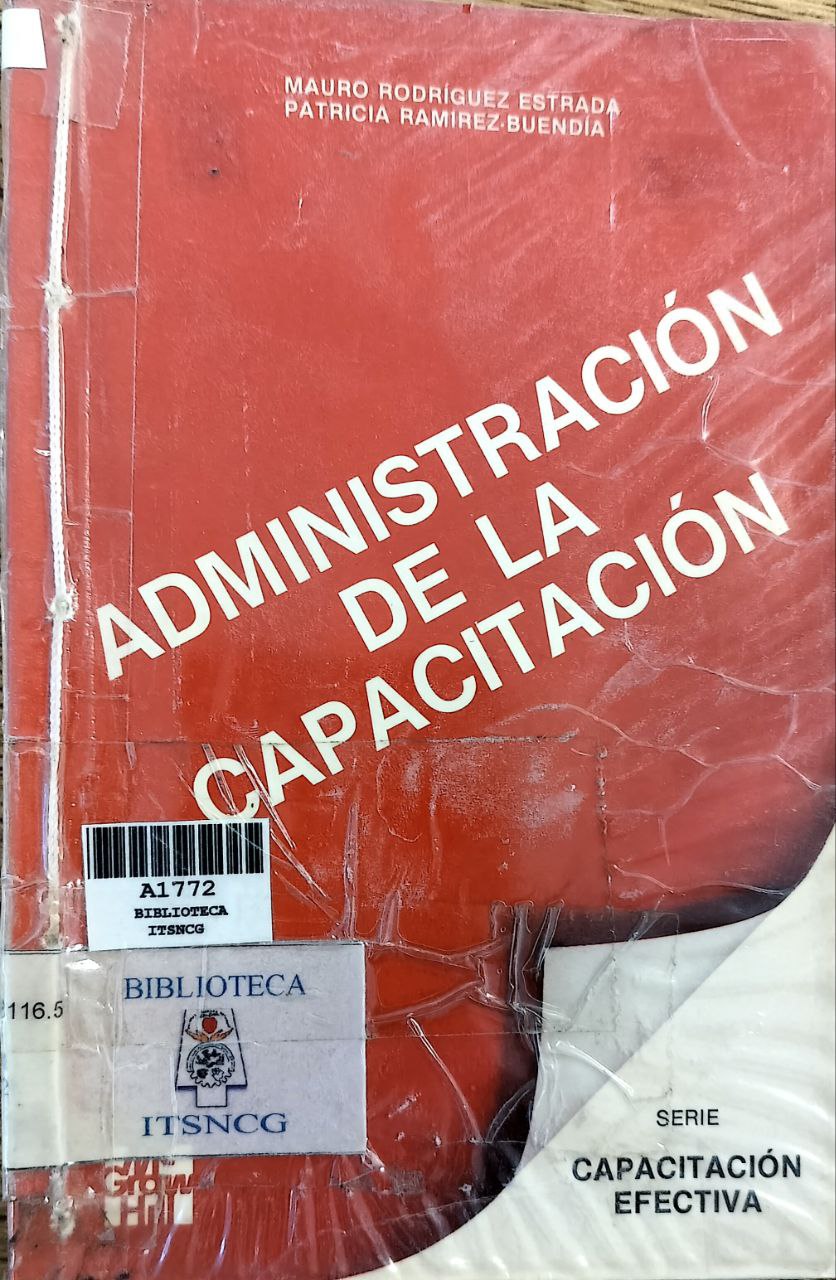 MAURO RODRÍGUEZ ESTRADA
PATRICIA RAMIREZ-BUENDÍA
ADMINISTRACIÓN
DE LA
CAPACITACIÓN
A1772
BIBLIOTECA
ITSNCG
116.5
BIBLIOTECA
ITSNCG
Graw
Hill
SERIE
CAPACITACIÓN
EFECTIVA